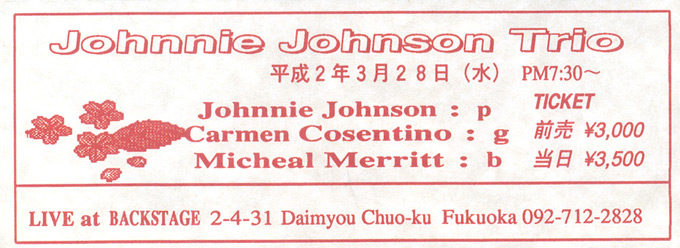 Johnnie Johnson Trio
平成2年3月28日（水） PM7:30～
TICKET
Johnnie Johnson : p
前売 ¥3,000
Carmen Cosentino : g
当日 ¥3,500
Micheal Merritt : b
LIVE at BACKSTAGE 2-4-31 Daimyou Chuo-ku Fukuoka 092-712-2828